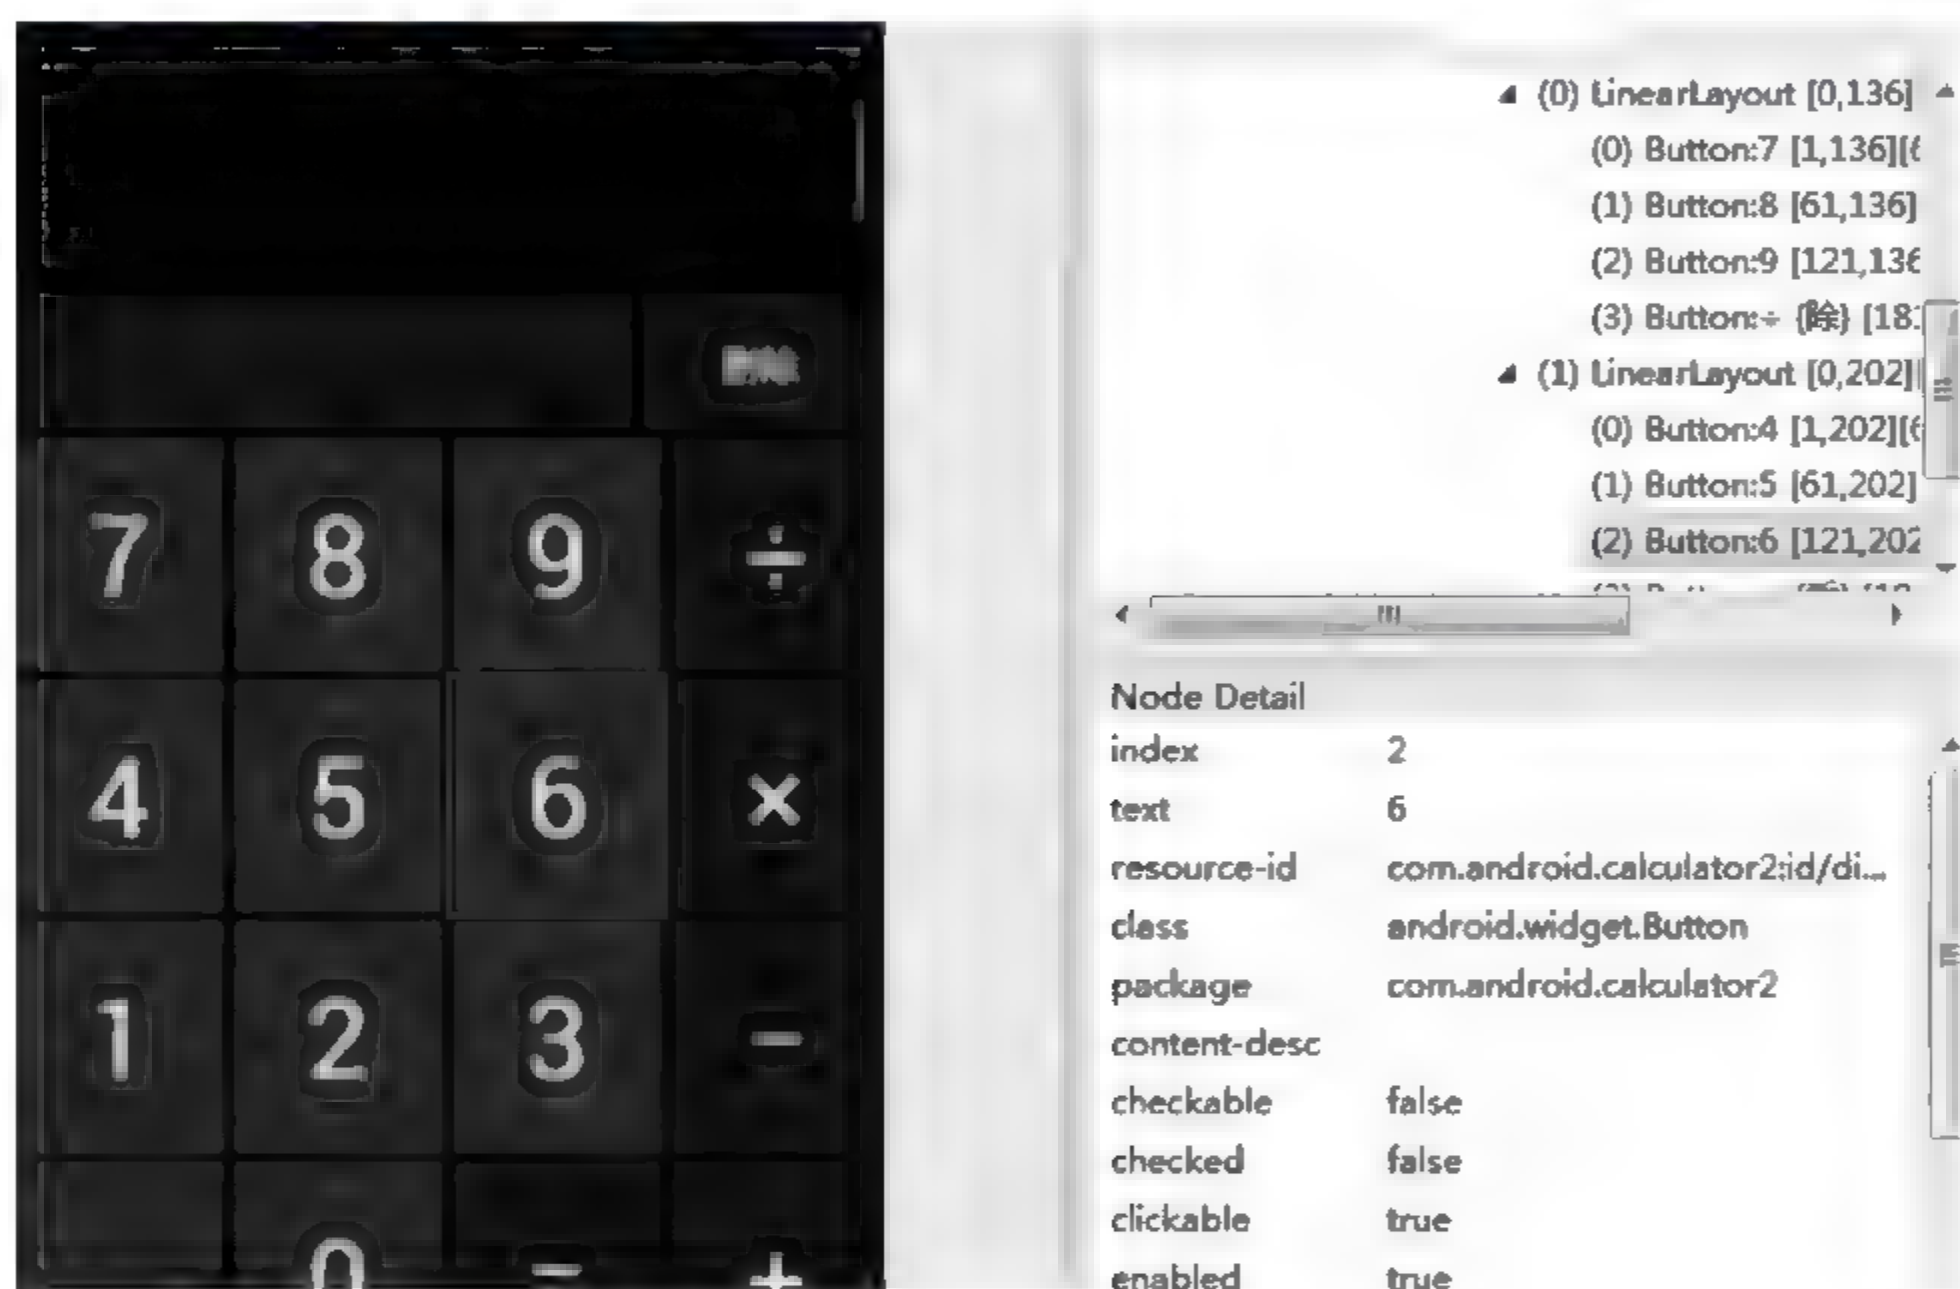 7 8 9 ÷
4 5 6 ×
1 2 3 −
(0) LinearLayout [0,136]
(0) Button:7 [1,136][6
(1) Button:8 [61,136]
(2) Button:9 [121,136
(3) Button:÷ {除} [181
(1) LinearLayout [0,202][
(0) Button:4 [1,202][6
(1) Button:5 [61,202]
(2) Button:6 [121,202
Node Detail
index 2
text 6
resource-id com.android.calculator2:id/di...
class android.widget.Button
package com.android.calculator2
content-desc
checkable false
checked false
clickable true
enabled true